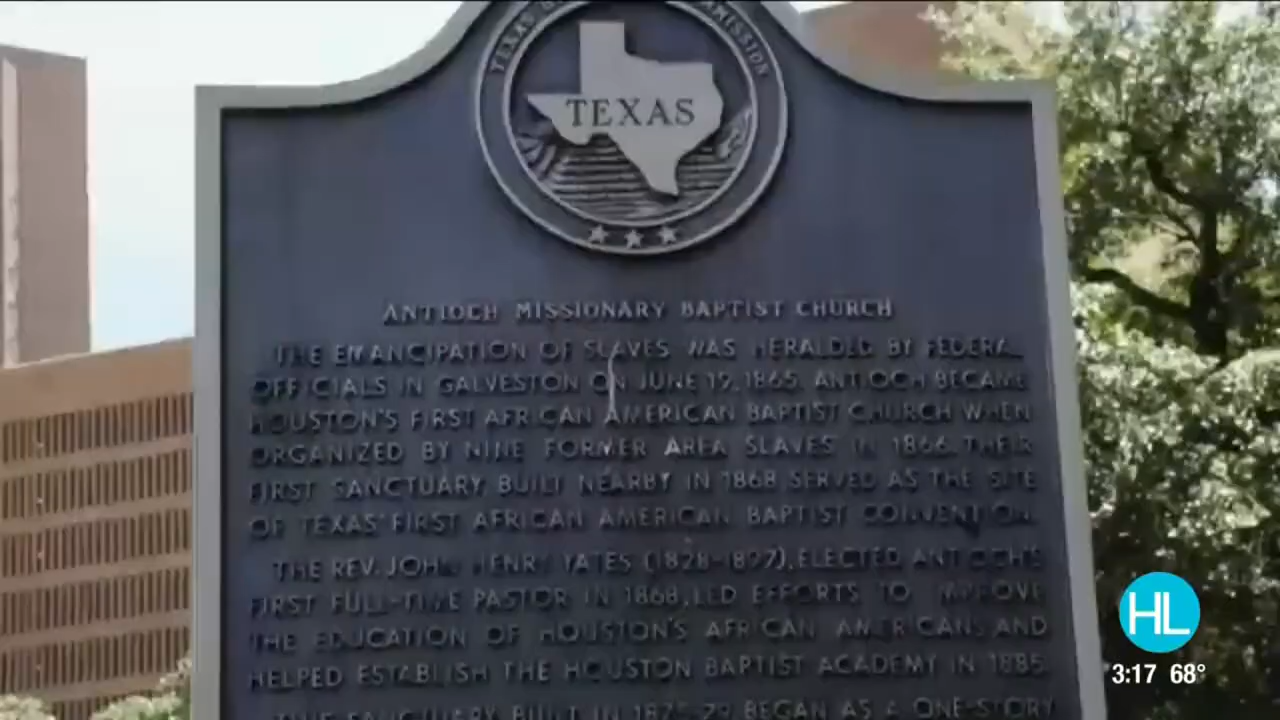 TEXAS
MISSION
TEXAS
ANTIOCH MISSIONARY BAPTIST CHURCH
THE EMANCIPATION OF SLAVES WAS HERALDED BY FEDERAL
OFFICIALS IN GALVESTON ON JUNE 19, 1865. ANTIOCH BECAME
HOUSTON'S FIRST AFRICAN AMERICAN BAPTIST CHURCH WHEN
ORGANIZED BY NINE FORMER AREA SLAVES IN 1866. THEIR
FIRST SANCTUARY, BUILT NEARBY IN 1868 SERVED AS THE SITE
OF TEXAS' FIRST AFRICAN AMERICAN BAPTIST CONVENTION.
THE REV. JOHN HENRY YATES (1828-1897), ELECTED ANTIOCH'S
FIRST FULL-TIME PASTOR IN 1868, LED EFFORTS TO IMPROVE
THE EDUCATION OF HOUSTON'S AFRICAN AMERICANS AND
HELPED ESTABLISH THE HOUSTON BAPTIST ACADEMY IN 1885.
THIS SANCTUARY BUILT IN 1875-79 BEGAN AS A ONE-STORY
HL
3:17 68°